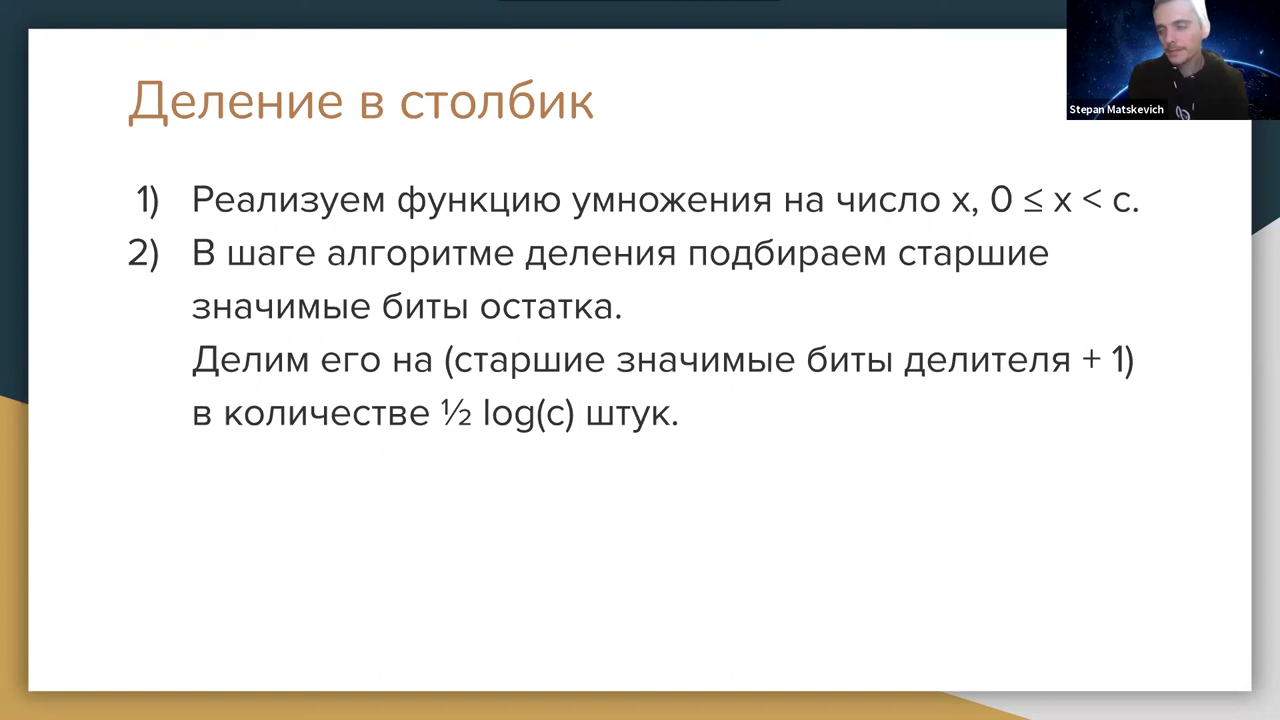 Деление в столбик
Stepan Matskevich
1) Реализуем функцию умножения на число x, 0 ≤ x < c.
2) В шаге алгоритме деления подбираем старшие
значимые биты остатка.
Делим его на (старшие значимые биты делителя + 1)
в количестве ½ log(c) штук.